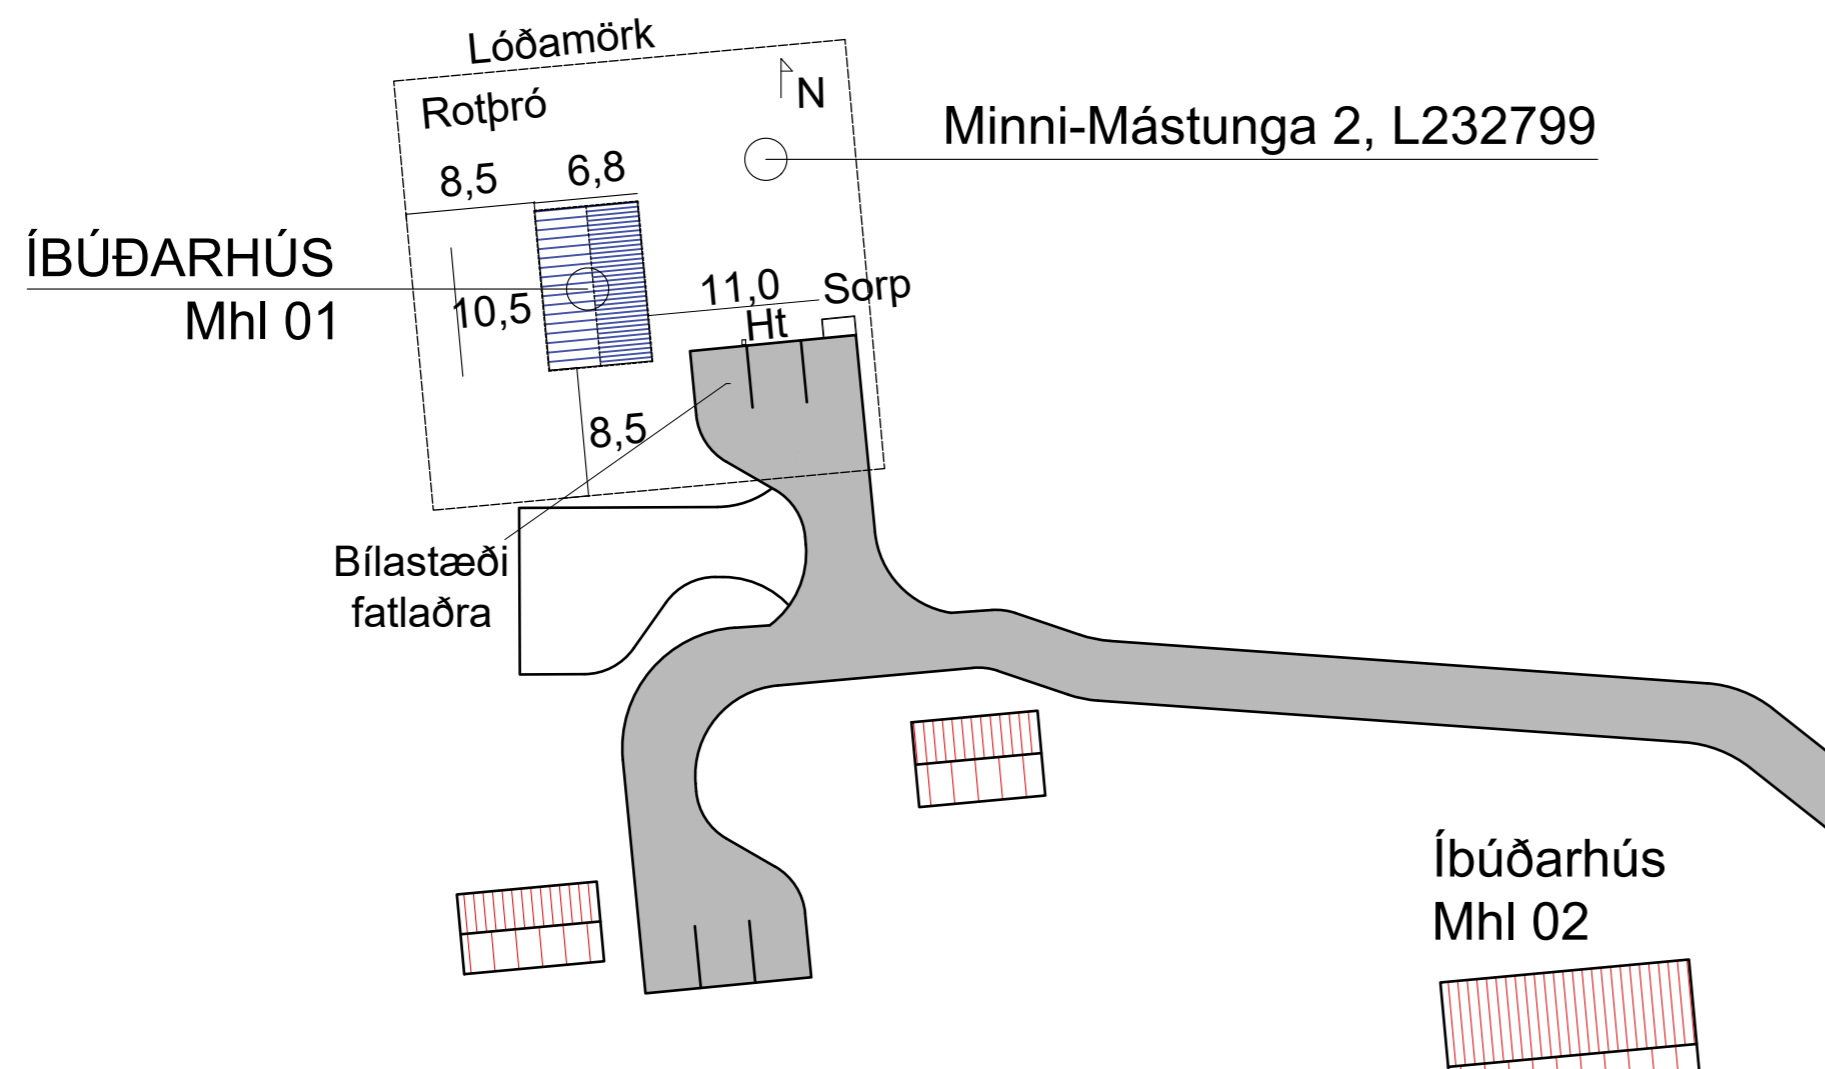 Lóðamörk
Rotþró
N
Minni-Mástunga 2, L232799
8,5
6,8
ÍBÚÐARHÚS
Mhl 01
10,5
11,0
Sorp
Ht
8,5
Bílastæði
fatlaðra
Íbúðarhús
Mhl 02